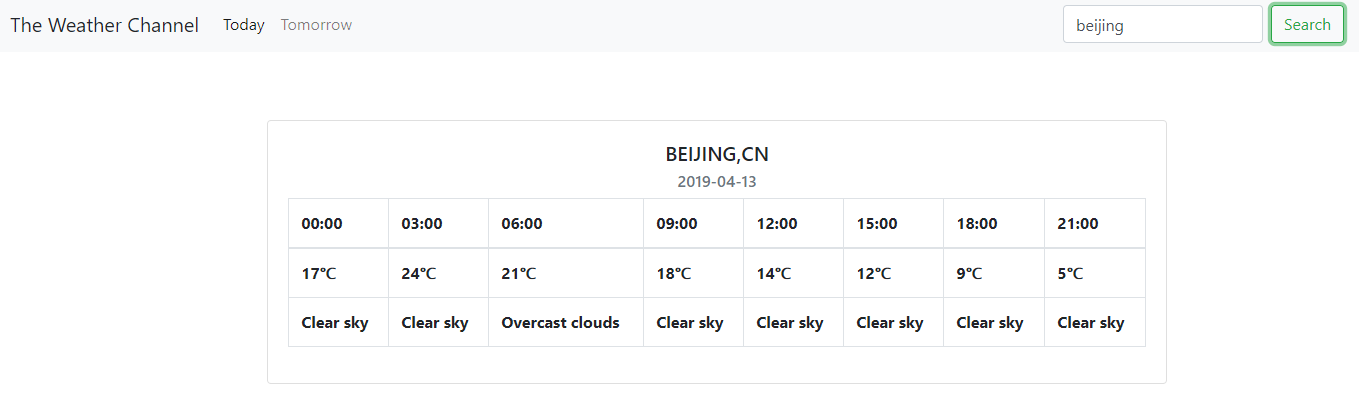 The Weather Channel Today Tomorrow beijing Search
BEIJING,CN
2019-04-13
00:00 03:00 06:00 09:00 12:00 15:00 18:00 21:00
17℃ 24℃ 21℃ 18℃ 14℃ 12℃ 9℃ 5℃
Clear sky Clear sky Overcast clouds Clear sky Clear sky Clear sky Clear sky Clear sky